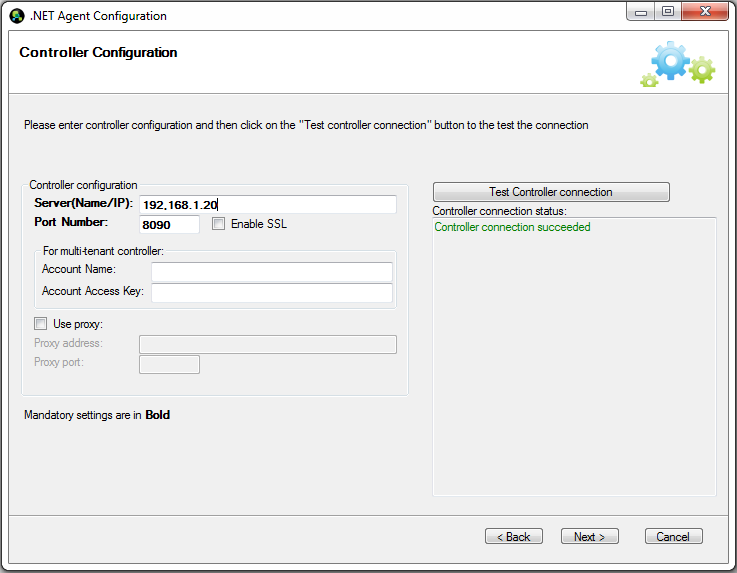 .NET Agent Configuration
Controller Configuration
Please enter controller configuration and then click on the "Test controller connection" button to the test the connection
Controller configuration
Server(Name/IP): 192.168.1.20
Port Number: 8090 Enable SSL
For multi-tenant controller:
Account Name:
Account Access Key:
Use proxy:
Proxy address:
Proxy port:
Mandatory settings are in Bold
Test Controller connection
Controller connection status:
Controller connection succeeded
< Back Next > Cancel